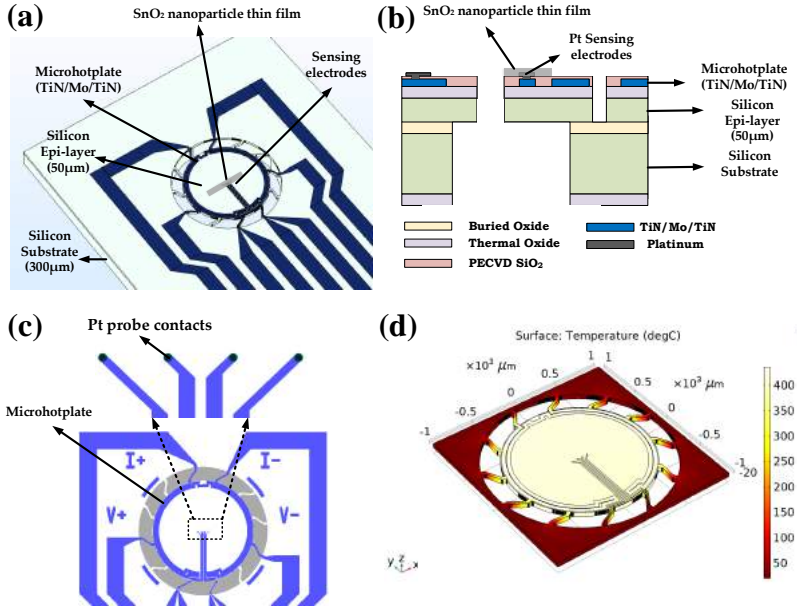 (a)
SnO₂ nanoparticle thin film
Sensing
electrodes
Microhotplate
(TiN/Mo/TiN)
Silicon
Epi-layer
(50μm)
Silicon
Substrate
(300μm)
(b)
SnO₂ nanoparticle thin film
Pt Sensing
electrodes
Microhotplate
(TiN/Mo/TiN)
Silicon
Epi-layer
(50μm)
Silicon
Substrate
Buried Oxide
TiN/Mo/TiN
Thermal Oxide
Platinum
PECVD SiO₂
(c)
Pt probe contacts
Microhotplate
I+
I-
V+
V-
(d)
Surface: Temperature (degC)
×10³ μm
1
1
0.5
0.5
×10³ μm
0
0
-0.5
-0.5
-1
-1
-20
400
350
300
250
200
150
100
50
y z x